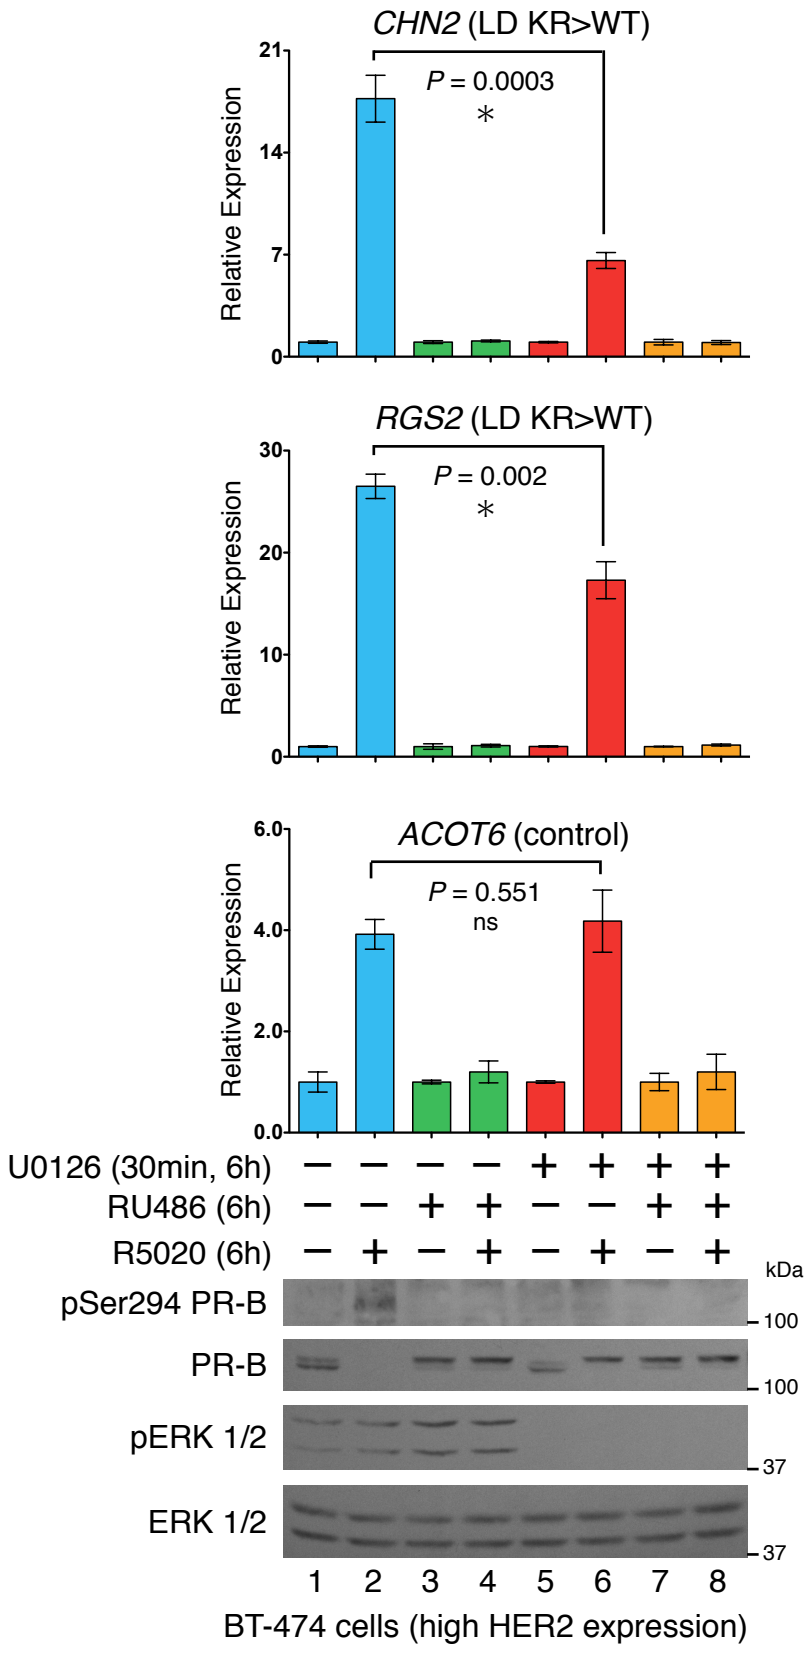 CHN2 (LD KR>WT)
21
P = 0.0003
*
14
7
0
Relative Expression
RGS2 (LD KR>WT)
30
P = 0.002
*
20
10
0
Relative Expression
6.0
ACOT6 (control)
P = 0.551
ns
4.0
2.0
0.0
Relative Expression
U0126 (30min, 6h) − − − − + + + +
RU486 (6h) − − + + − − + +
R5020 (6h) − + − + − + − +
kDa
pSer294 PR-B
100
PR-B
100
pERK 1/2
37
ERK 1/2
37
1 2 3 4 5 6 7 8
BT-474 cells (high HER2 expression)